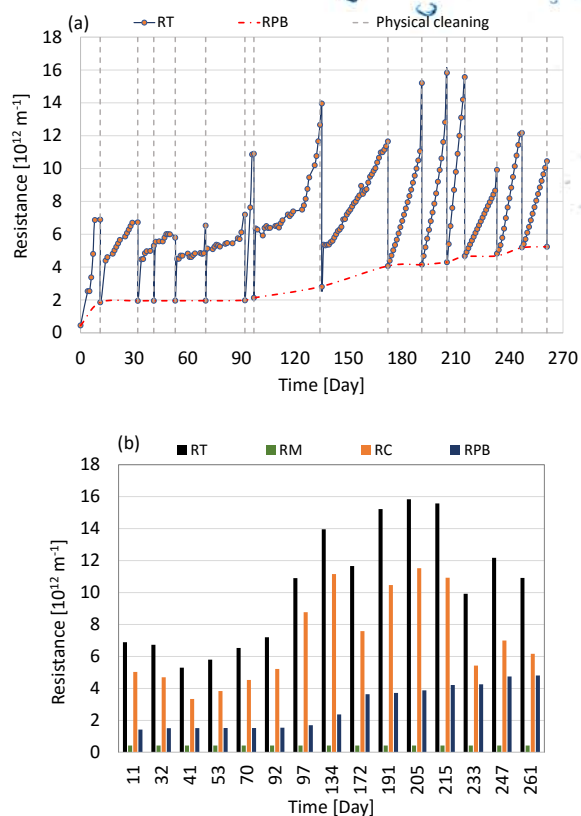 (a) RT RPB Physical cleaning
18
16
14
12
10
8
6
4
2
0
Resistance [10¹² m⁻¹]
0 30 60 90 120 150 180 210 240 270
Time [Day]
(b) RT RM RC RPB
18
16
14
12
10
8
6
4
2
0
Resistance [10¹² m⁻¹]
11 32 41 53 70 92 97 134 172 191 205 215 233 247 261
Time [Day]